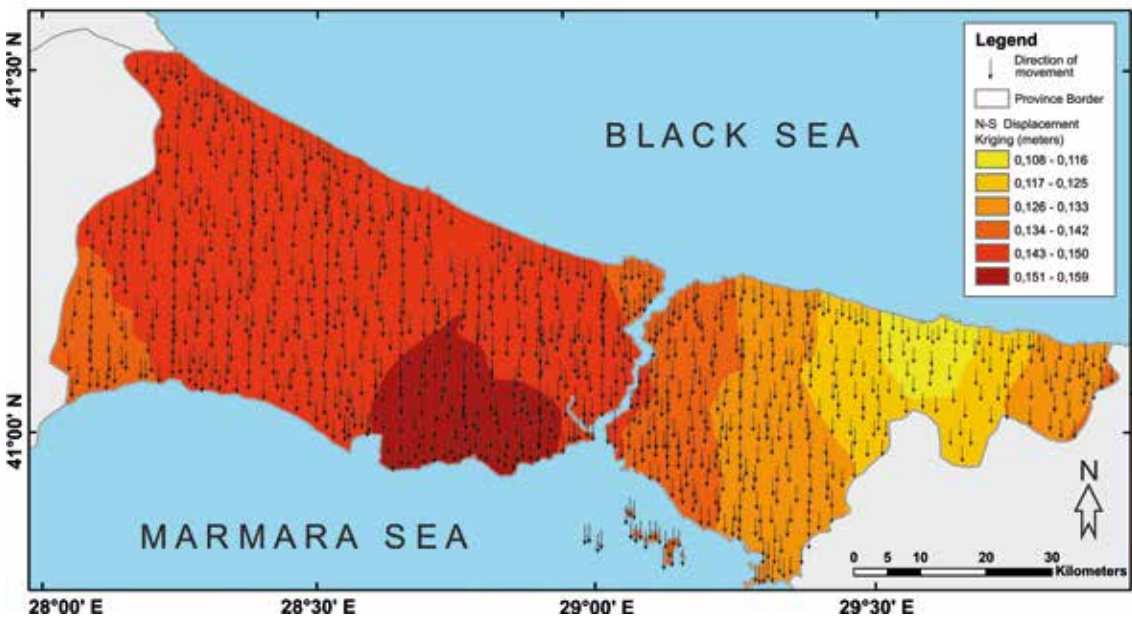 41°30' N
41°00' N
BLACK SEA
MARMARA SEA
Legend
Direction of
movement
Province Border
N-S Displacement
Kriging (meters)
0,108 - 0,116
0,117 - 0,125
0,126 - 0,133
0,134 - 0,142
0,143 - 0,150
0,151 - 0,159
N
0 5 10 20 30
Kilometers
28°00' E 28°30' E 29°00' E 29°30' E